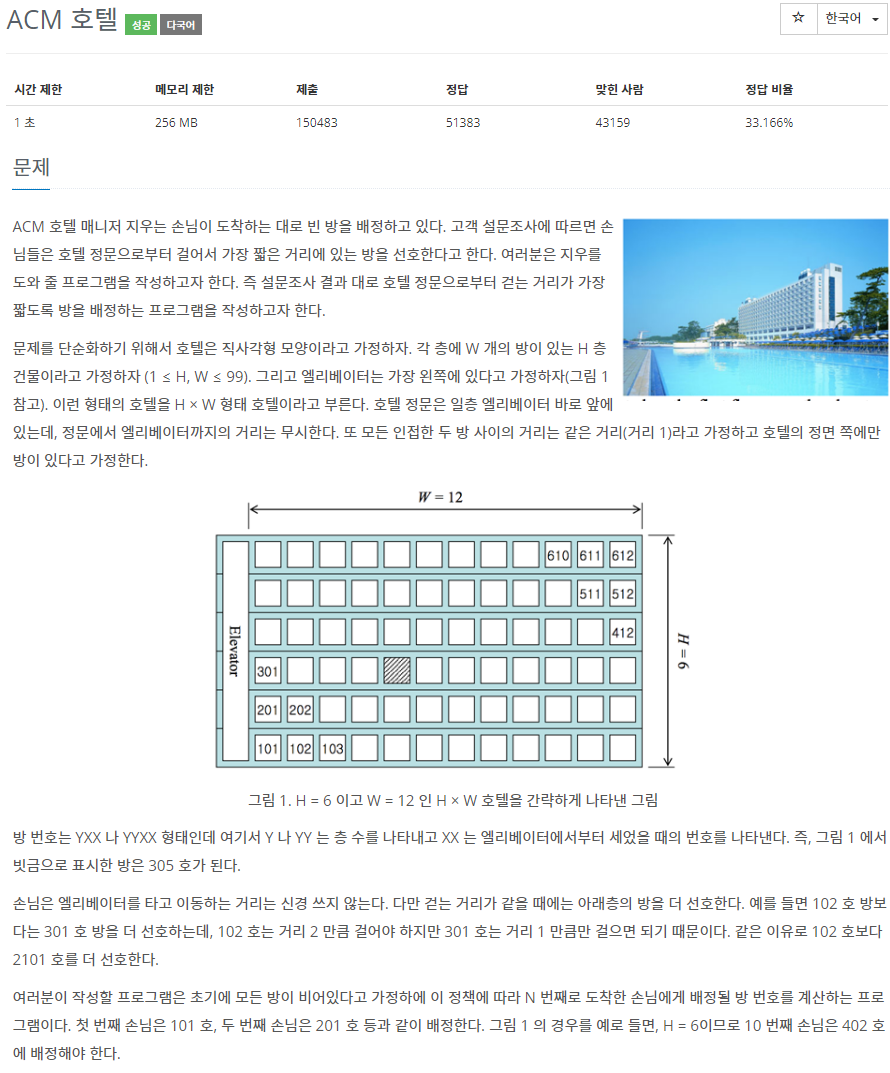 ACM 호텔 성공 다국어
☆ 한국어
시간 제한 메모리 제한 제출 정답 맞힌 사람 정답 비율
1 초 256 MB 150483 51383 43159 33.166%
문제
ACM 호텔 매니저 지우는 손님이 도착하는 대로 빈 방을 배정하고 있다. 고객 설문조사에 따르면 손
님들은 호텔 정문으로부터 걸어서 가장 짧은 거리에 있는 방을 선호한다고 한다. 여러분은 지우를
도와 줄 프로그램을 작성하고자 한다. 즉 설문조사 결과 대로 호텔 정문으로부터 걷는 거리가 가장
짧도록 방을 배정하는 프로그램을 작성하고자 한다.
문제를 단순화하기 위해서 호텔은 직사각형 모양이라고 가정하자. 각 층에 W 개의 방이 있는 H 층
건물이라고 가정하자 (1 ≤ H, W ≤ 99). 그리고 엘리베이터는 가장 왼쪽에 있다고 가정하자(그림 1
참고). 이런 형태의 호텔을 H × W 형태 호텔이라고 부른다. 호텔 정문은 일층 엘리베이터 바로 앞에
있는데, 정문에서 엘리베이터까지의 거리는 무시한다. 또 모든 인접한 두 방 사이의 거리는 같은 거리(거리 1)라고 가정하고 호텔의 정면 쪽에만
방이 있다고 가정한다.
W = 12
610 611 612
511 512
412
Elevator
H = 6
301
201 202
101 102 103
그림 1. H = 6 이고 W = 12 인 H × W 호텔을 간략하게 나타낸 그림
방 번호는 YXX 나 YYXX 형태인데 여기서 Y 나 YY 는 층 수를 나타내고 XX 는 엘리베이터에서부터 세었을 때의 번호를 나타낸다. 즉, 그림 1 에서
빗금으로 표시한 방은 305 호가 된다.
손님은 엘리베이터를 타고 이동하는 거리는 신경 쓰지 않는다. 다만 걷는 거리가 같을 때에는 아래층의 방을 더 선호한다. 예를 들면 102 호 방보
다는 301 호 방을 더 선호하는데, 102 호는 거리 2 만큼 걸어야 하지만 301 호는 거리 1 만큼만 걸으면 되기 때문이다. 같은 이유로 102 호보다
2101 호를 더 선호한다.
여러분이 작성할 프로그램은 초기에 모든 방이 비어있다고 가정하에 이 정책에 따라 N 번째로 도착한 손님에게 배정될 방 번호를 계산하는 프로
그램이다. 첫 번째 손님은 101 호, 두 번째 손님은 201 호 등과 같이 배정한다. 그림 1 의 경우를 예로 들면, H = 6이므로 10 번째 손님은 402 호
에 배정해야 한다.